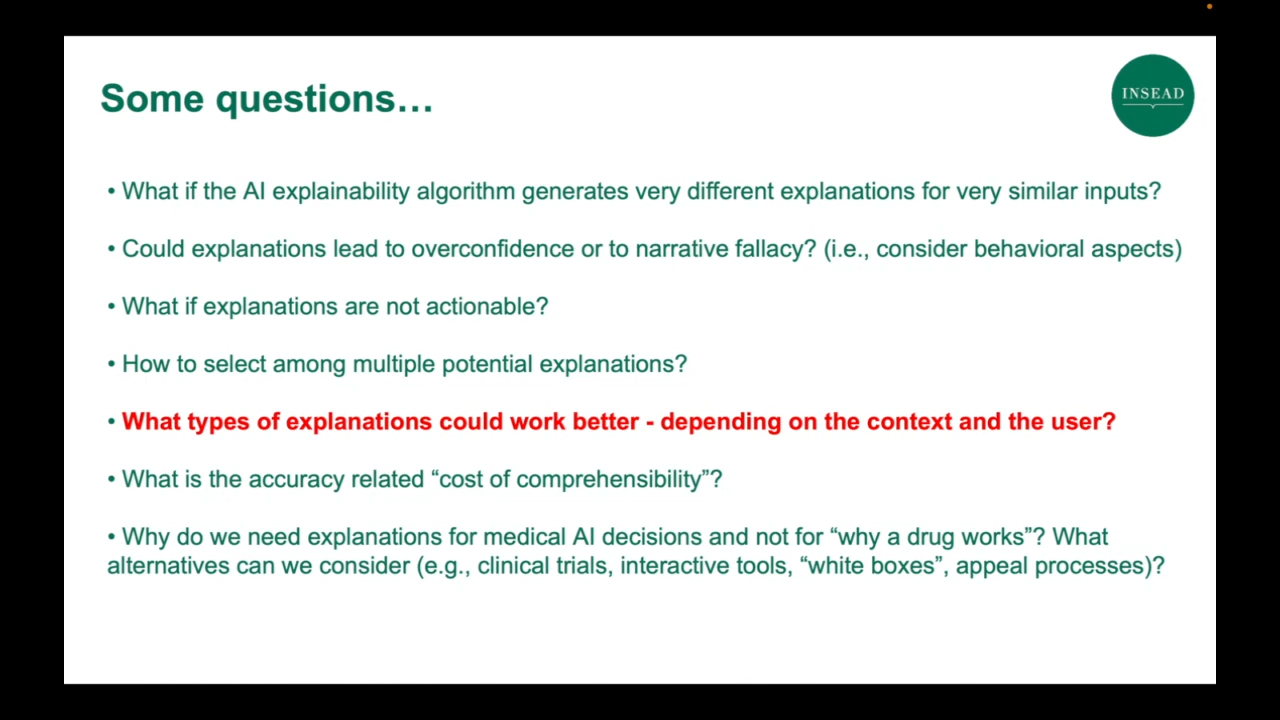 Some questions…
INSEAD
• What if the AI explainability algorithm generates very different explanations for very similar inputs?
• Could explanations lead to overconfidence or to narrative fallacy? (i.e., consider behavioral aspects)
• What if explanations are not actionable?
• How to select among multiple potential explanations?
• What types of explanations could work better - depending on the context and the user?
• What is the accuracy related “cost of comprehensibility”?
• Why do we need explanations for medical AI decisions and not for “why a drug works”? What
alternatives can we consider (e.g., clinical trials, interactive tools, “white boxes”, appeal processes)?